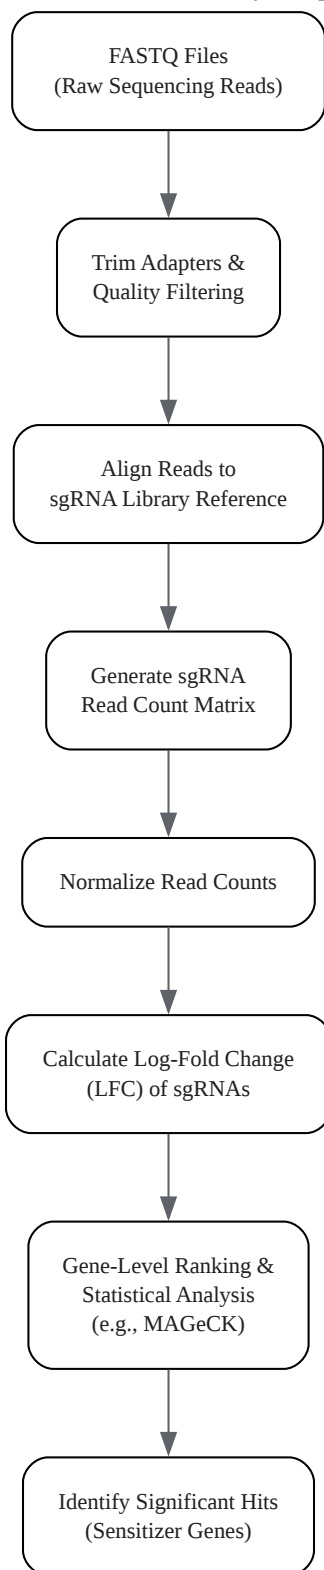 FASTQ Files
(Raw Sequencing Reads)
Trim Adapters &
Quality Filtering
Align Reads to
sgRNA Library Reference
Generate sgRNA
Read Count Matrix
Normalize Read Counts
Calculate Log-Fold Change
(LFC) of sgRNAs
Gene-Level Ranking &
Statistical Analysis
(e.g., MAGeCK)
Identify Significant Hits
(Sensitizer Genes)